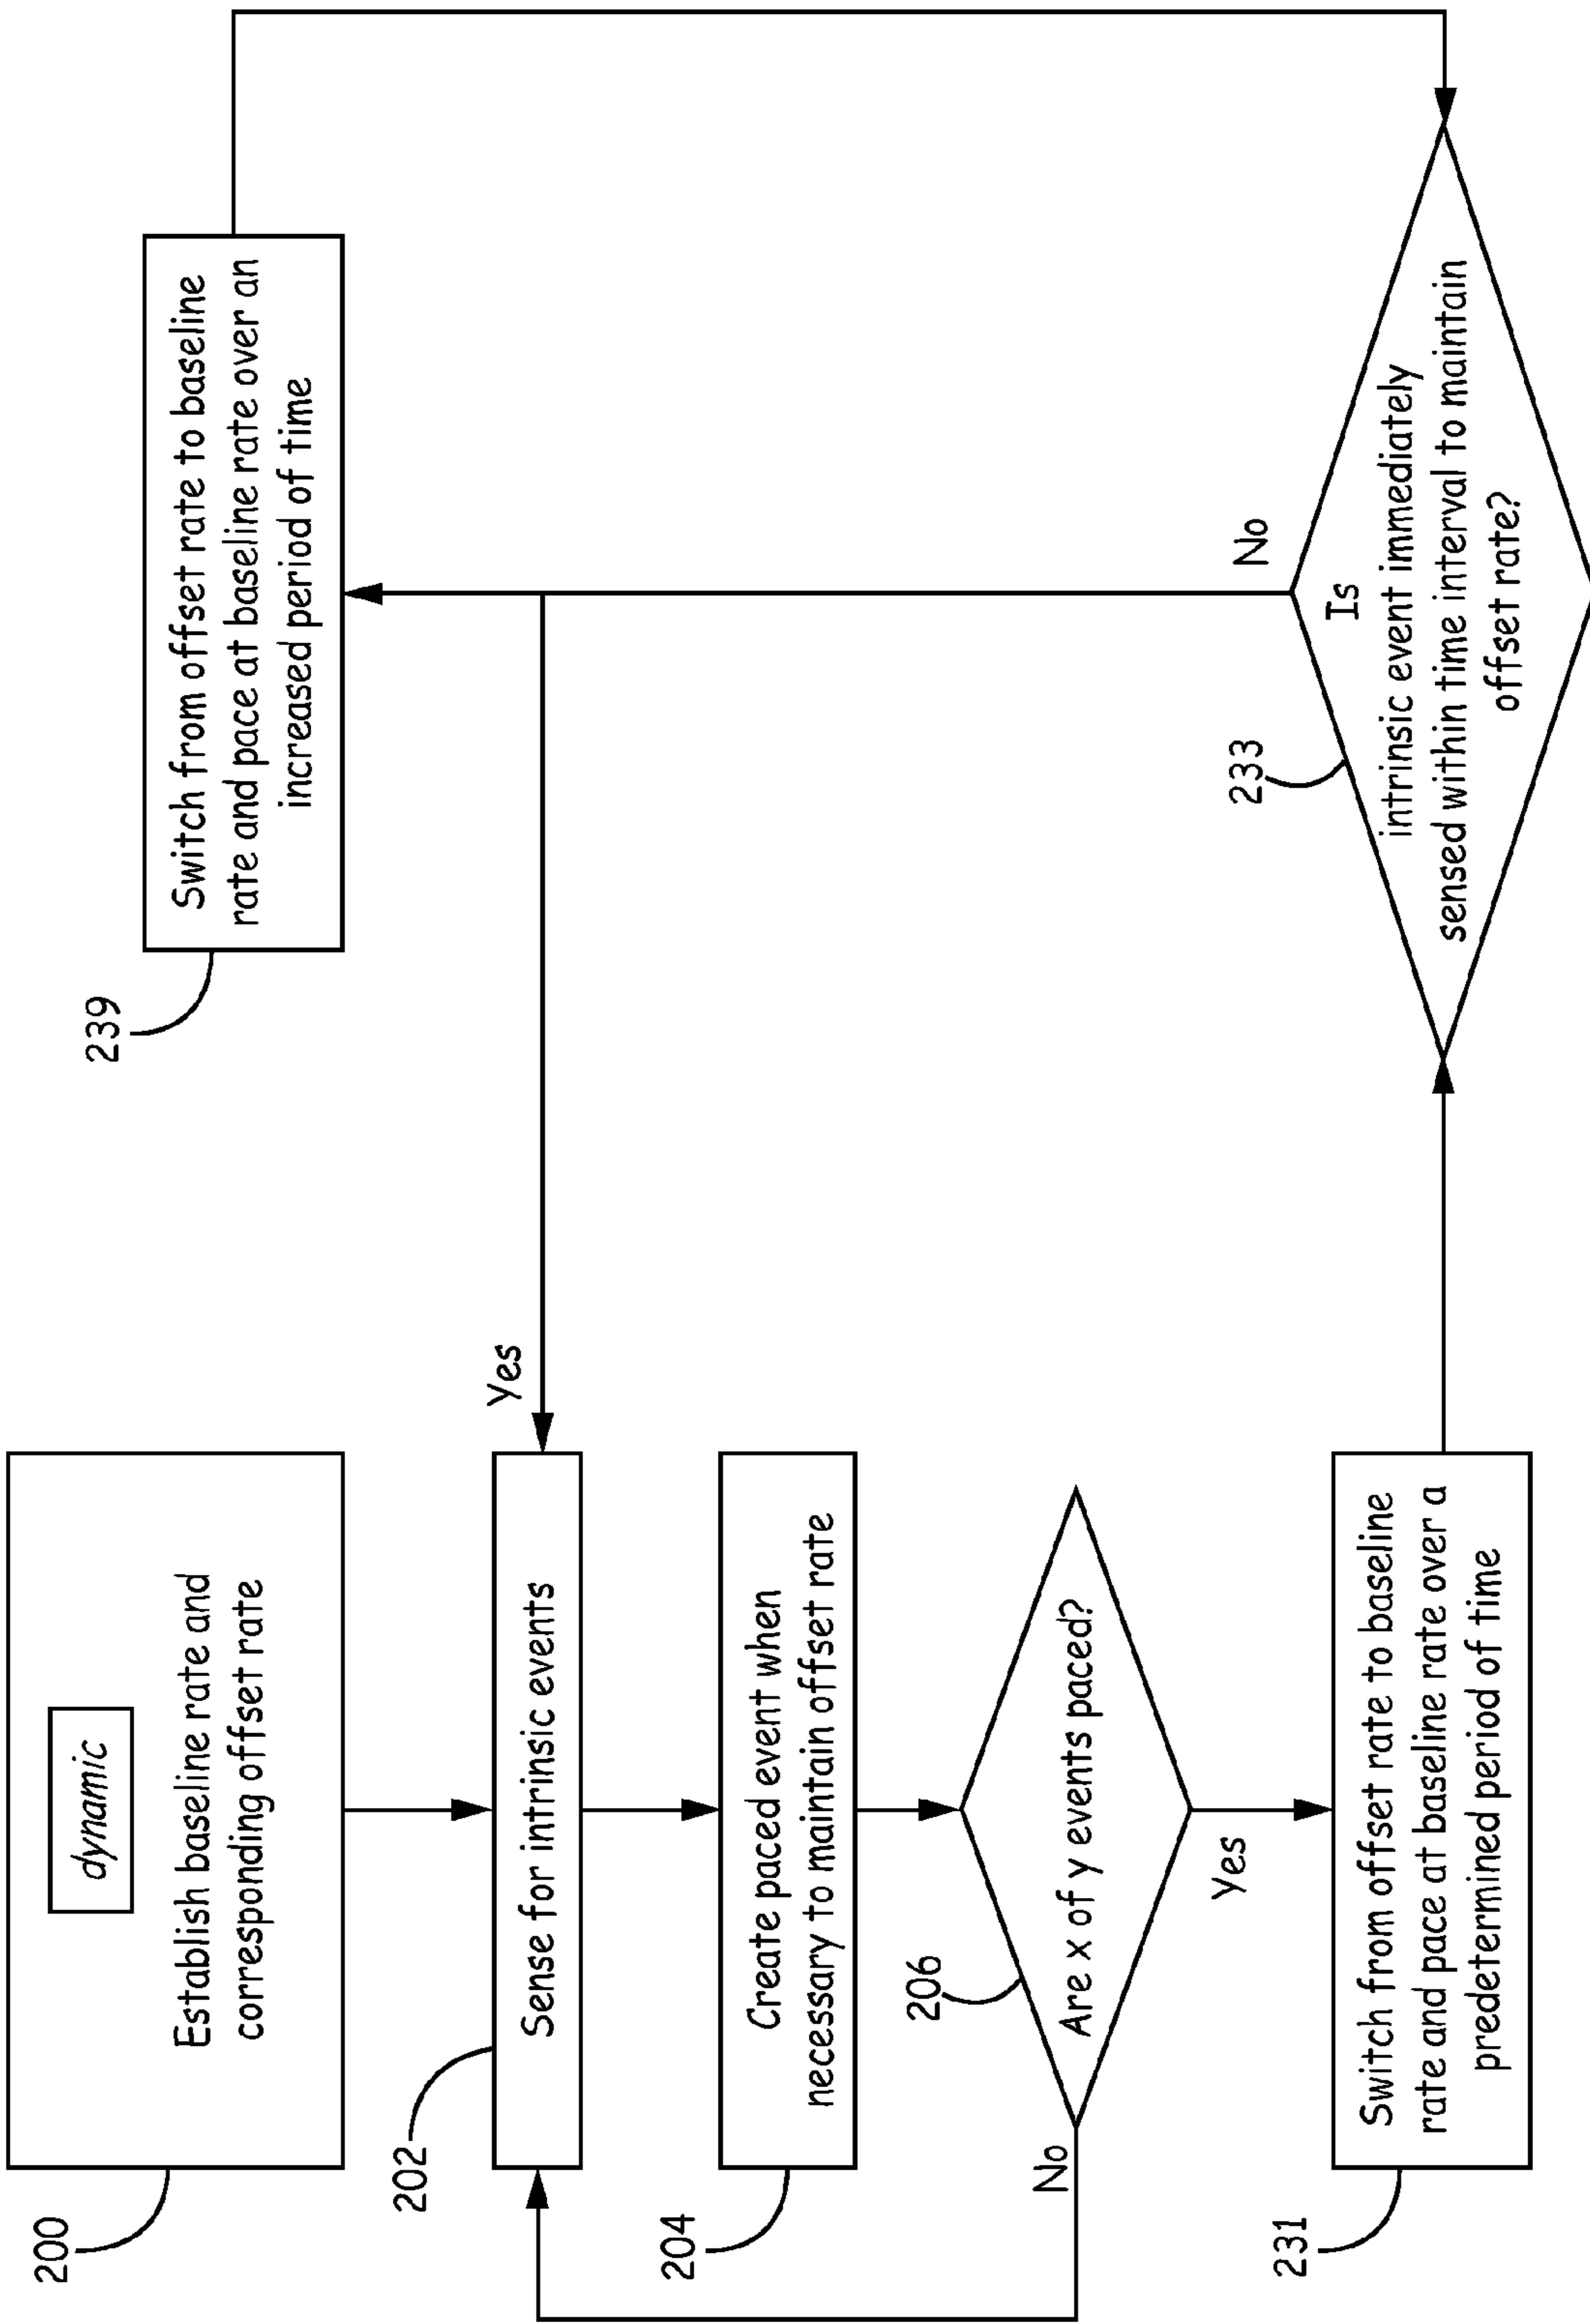 200
dynamic
Establish baseline rate and
corresponding offset rate
202
Sense for intrinsic events
Yes
204
Create paced event when
necessary to maintain offset rate
206
Are x of y events paced?
No
Yes
231
Switch from offset rate to baseline
rate and pace at baseline rate over a
predetermined period of time
239
Switch from offset rate to baseline
rate and pace at baseline rate over an
increased period of time
No
233
Is
intrinsic event immediately
sensed within time interval to maintain
offset rate?